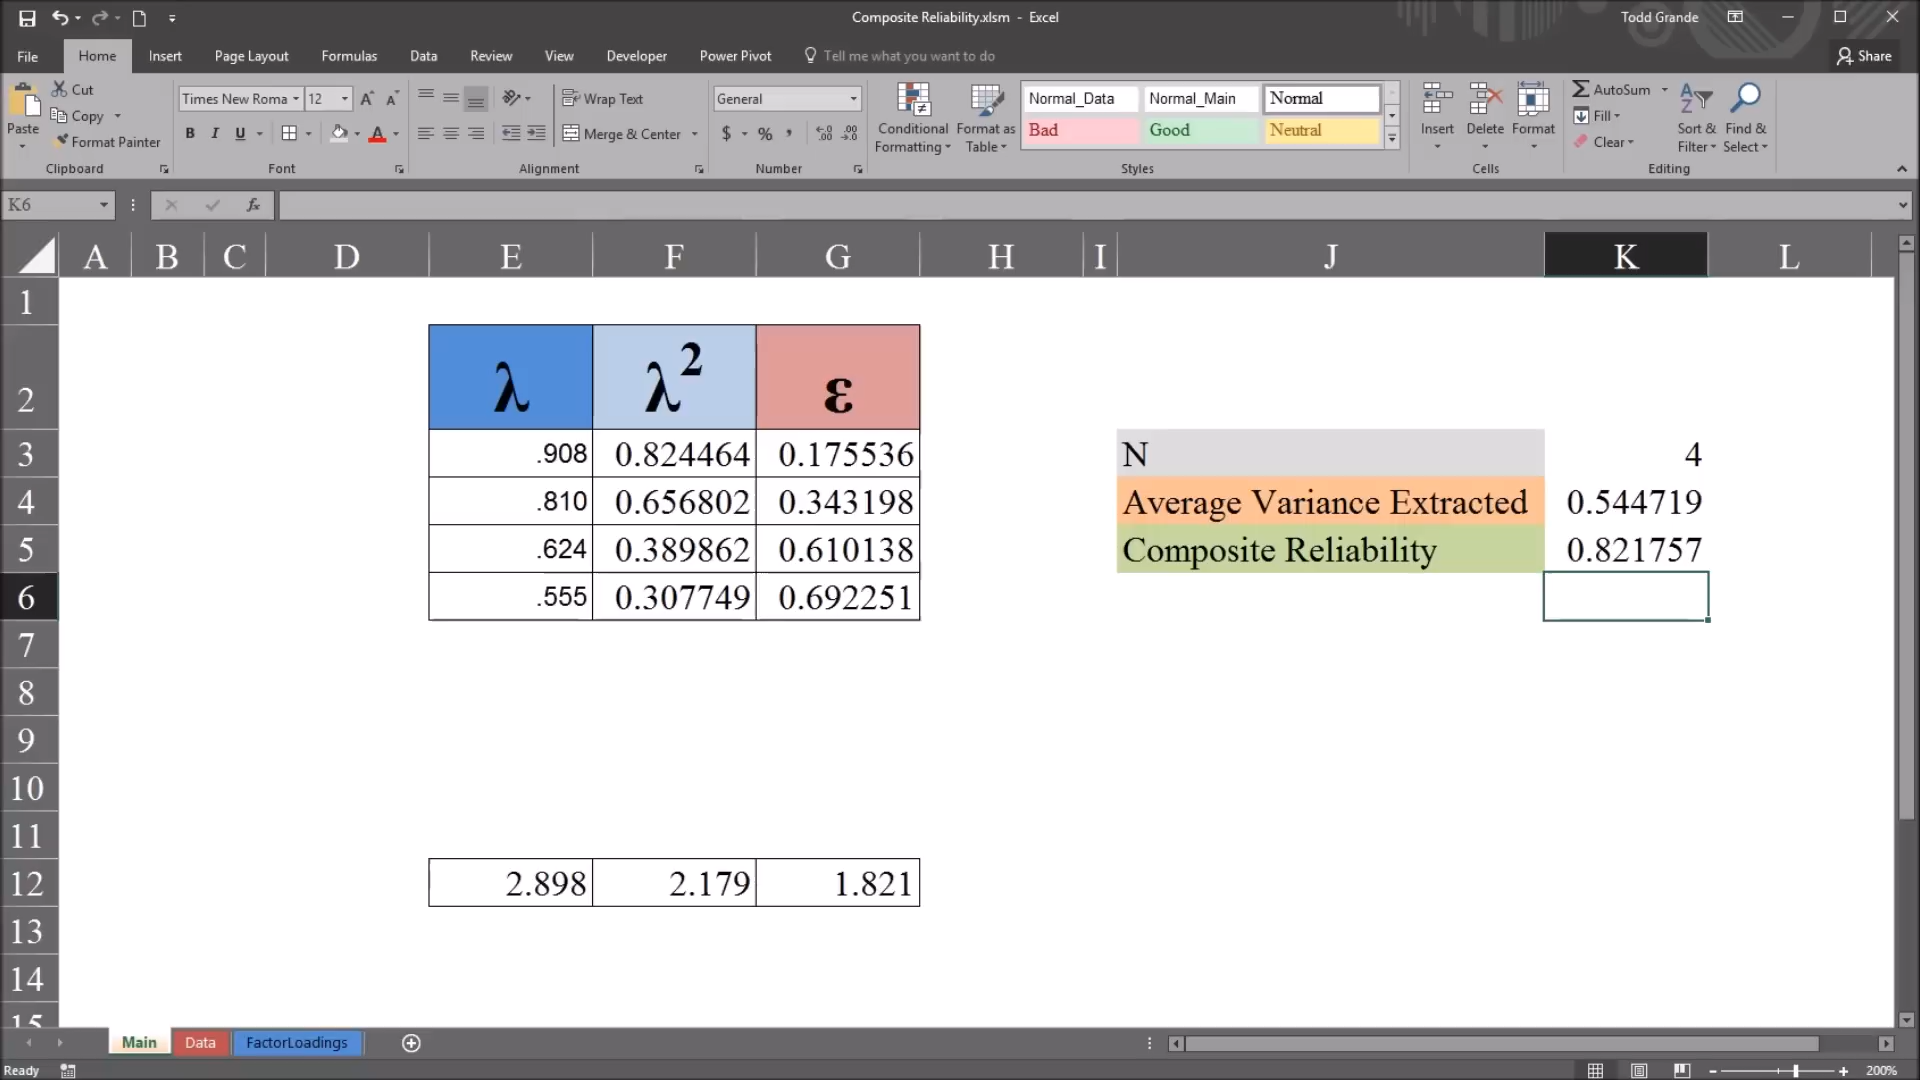 Composite Reliability.xlsm - Excel
Todd Grande
File Home Insert Page Layout Formulas Data Review View Developer Power Pivot Tell me what you want to do
Share
Paste
Cut
Copy
Format Painter
Clipboard
Times New Roma 12
B I U
Font
Wrap Text
Merge & Center
Alignment
General
$ % ,
Number
Conditional Formatting
Format as Table
Normal_Data Normal_Main Normal
Bad Good Neutral
Styles
Insert Delete Format
Cells
AutoSum
Fill
Clear
Sort & Filter
Find & Select
Editing
K6
fx
A B C D E F G H I J K L
1
2 λ λ² ε
3 .908 0.824464 0.175536 N 4
4 .810 0.656802 0.343198 Average Variance Extracted 0.544719
5 .624 0.389862 0.610138 Composite Reliability 0.821757
6 .555 0.307749 0.692251
7
8
9
10
11
12 2.898 2.179 1.821
13
14
15
Main Data FactorLoadings
Ready
200%